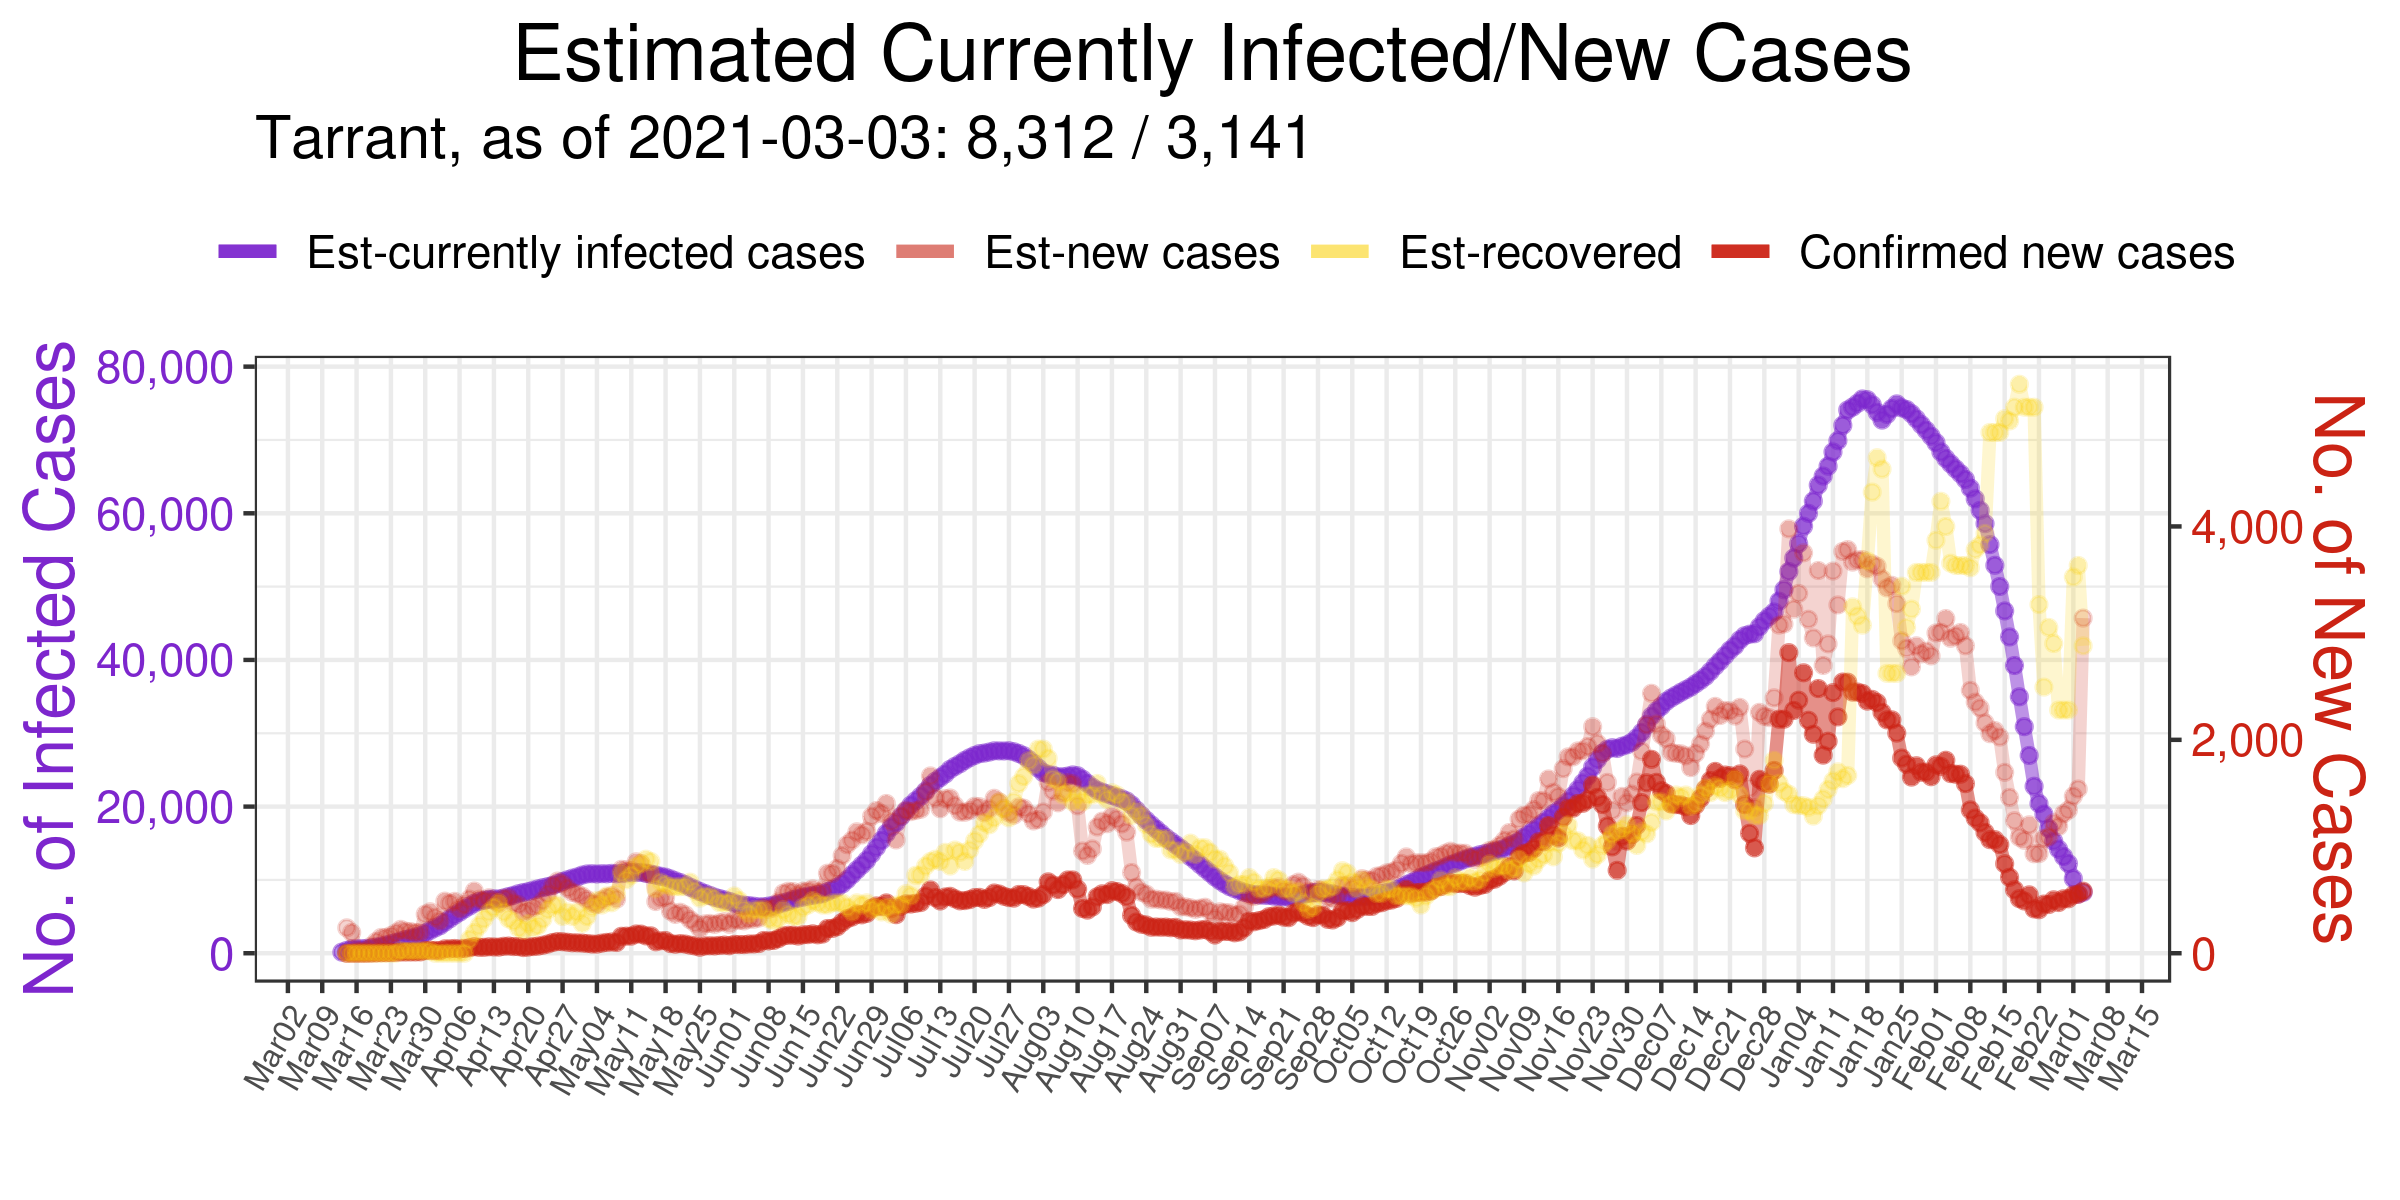 Estimated Currently Infected/New Cases
Tarrant, as of 2021-03-03: 8,312 / 3,141
Est-currently infected cases Est-new cases Est-recovered Confirmed new cases
No. of Infected Cases
80,000
60,000
40,000
20,000
0
4,000
2,000
0
No. of New Cases
Mar02 Mar09 Mar16 Mar23 Mar30 Apr06 Apr13 Apr20 Apr27 May04 May11 May18 May25 Jun01 Jun08 Jun15 Jun22 Jun29 Jul06 Jul13 Jul20 Jul27 Aug03 Aug10 Aug17 Aug24 Aug31 Sep07 Sep14 Sep21 Sep28 Oct05 Oct12 Oct19 Oct26 Nov02 Nov09 Nov16 Nov23 Nov30 Dec07 Dec14 Dec21 Dec28 Jan04 Jan11 Jan18 Jan25 Feb01 Feb08 Feb15 Feb22 Mar01 Mar08 Mar15